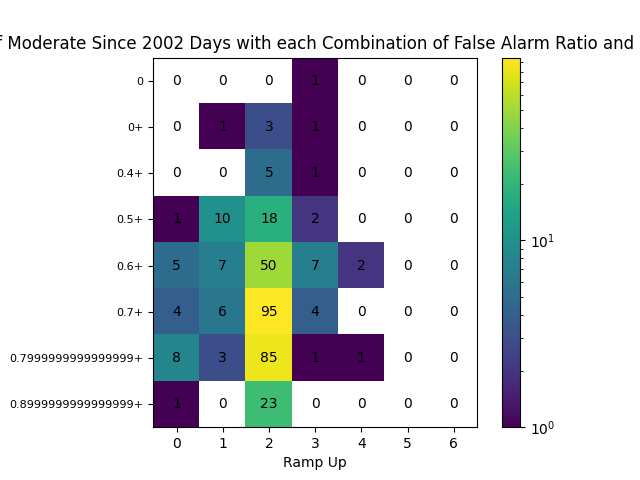 Moderate Since 2002 Days with each Combination of False Alarm Ratio and
0 0 0 0 1 0 0 0
0+ 0 1 3 1 0 0 0
0.4+ 0 0 5 1 0 0 0
0.5+ 1 10 18 2 0 0 0
0.6+ 5 7 50 7 2 0 0
0.7+ 4 6 95 4 0 0 0
0.7999999999999999+ 8 3 85 1 1 0 0
0.8999999999999999+ 1 0 23 0 0 0 0
0 1 2 3 4 5 6
Ramp Up
10¹
10⁰